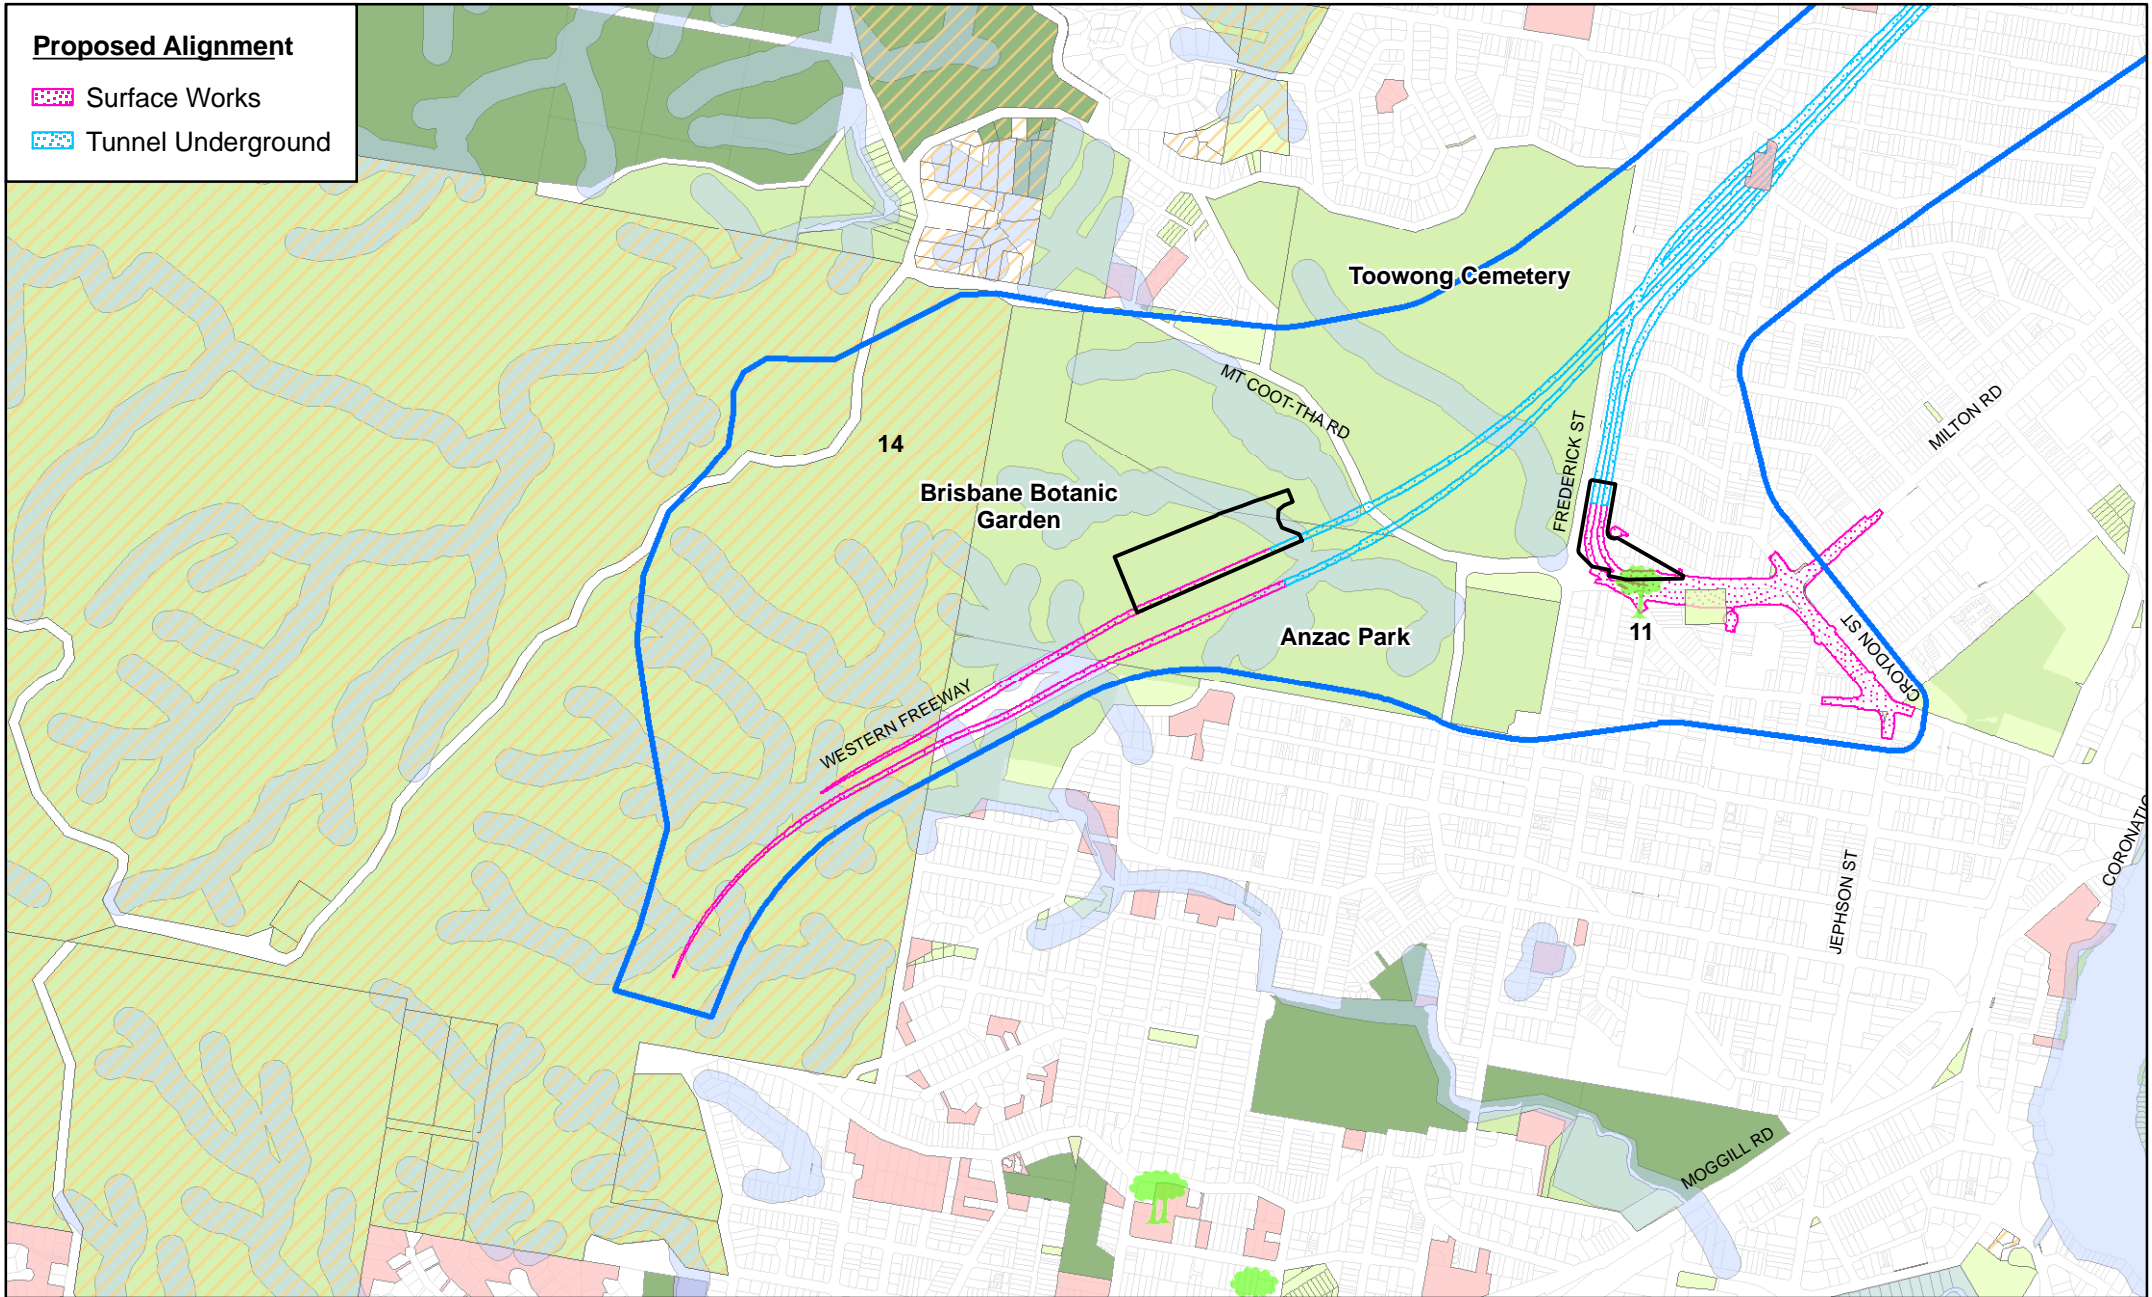 Proposed Alignment
Surface Works
Tunnel Underground
Toowong Cemetery
MT COOT-THA RD
FREDERICK ST
MILTON RD
14
Brisbane Botanic
Garden
Anzac Park
11
CROYDON ST
WESTERN FREEWAY
JEPHSON ST
CORONATIO
MOGGILL RD